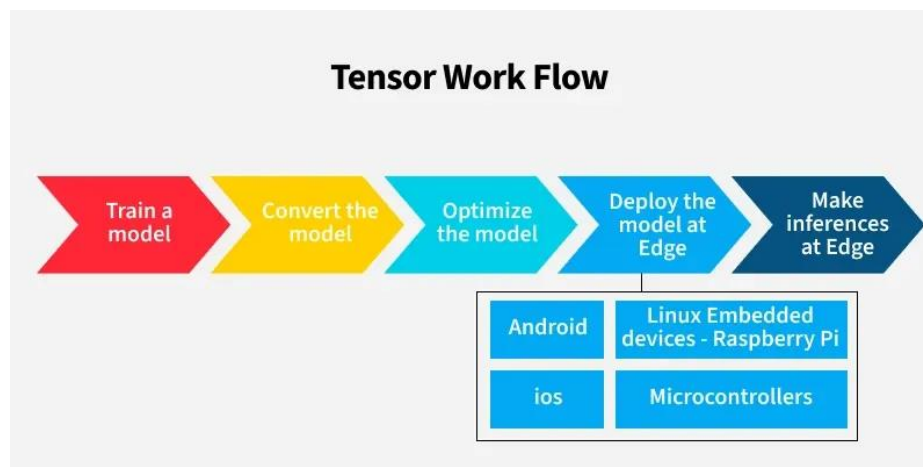 Tensor Work Flow
Train a
model
Convert the
model
Optimize
the model
Deploy the
model at
Edge
Make
inferences
at Edge
Android
Linux Embedded
devices - Raspberry Pi
ios
Microcontrollers